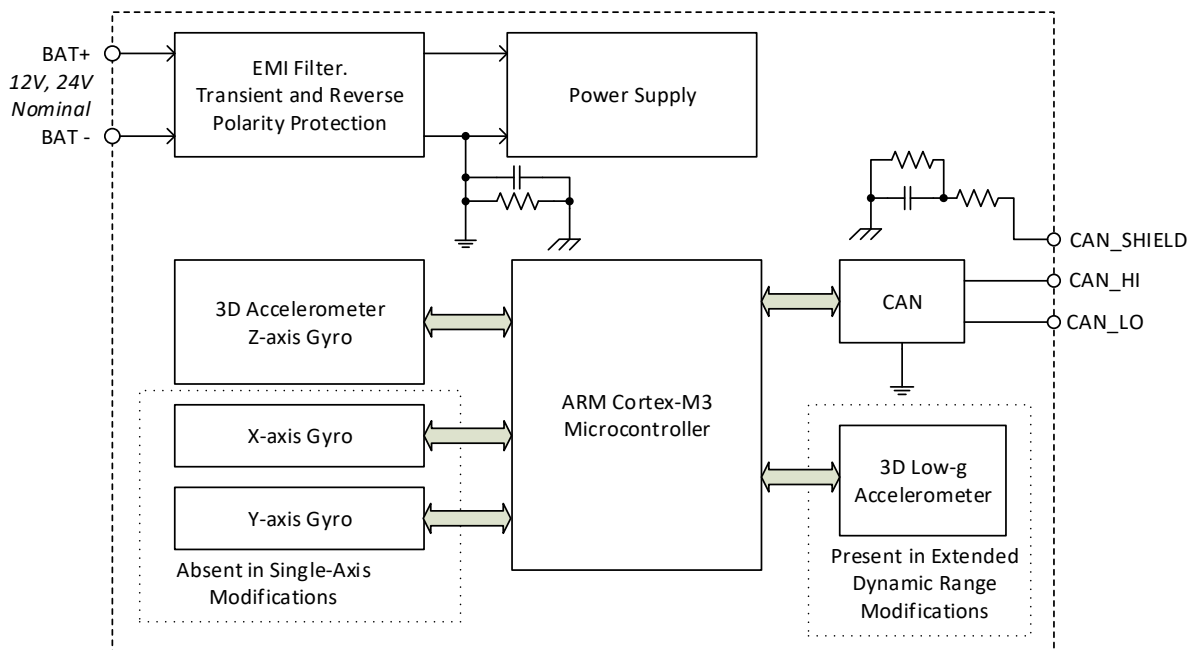 BAT+
12V, 24V
Nominal
BAT -
EMI Filter.
Transient and Reverse
Polarity Protection
Power Supply
CAN_SHIELD
CAN_HI
CAN_LO
3D Accelerometer
Z-axis Gyro
CAN
ARM Cortex-M3
Microcontroller
X-axis Gyro
Y-axis Gyro
Absent in Single-Axis
Modifications
3D Low-g
Accelerometer
Present in Extended
Dynamic Range
Modifications